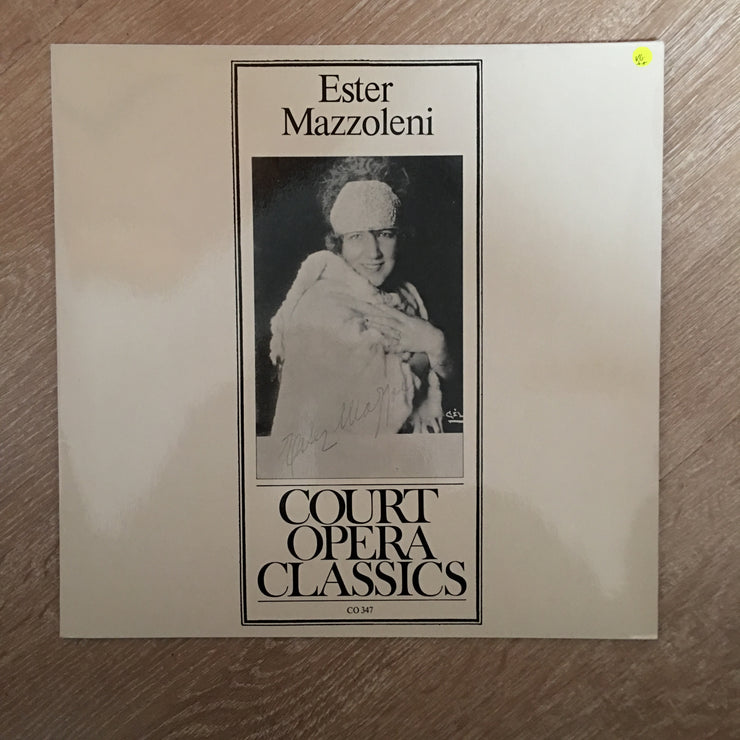 Ester
Mazzoleni
COURT
OPERA
CLASSICS
CO 347